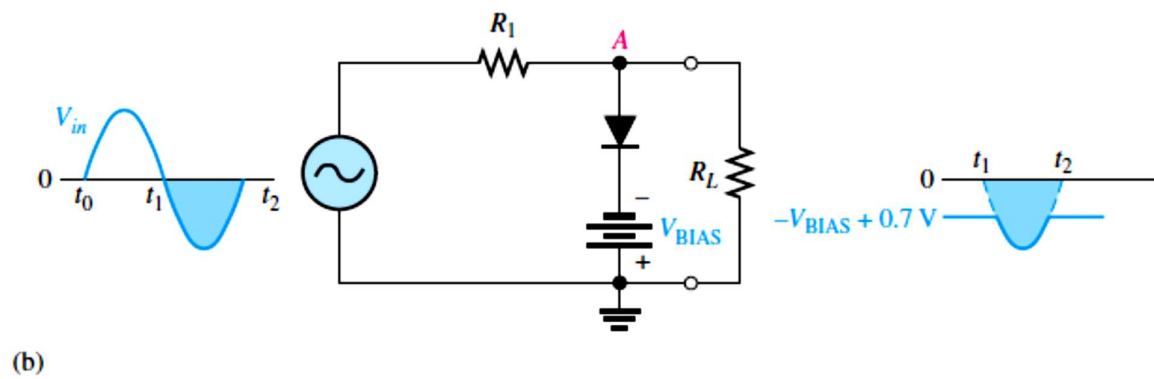 R1
A
Vin
0
t0
t1
t2
RL
−
VBIAS
+
0
t1
t2
−VBIAS + 0.7 V
(b)